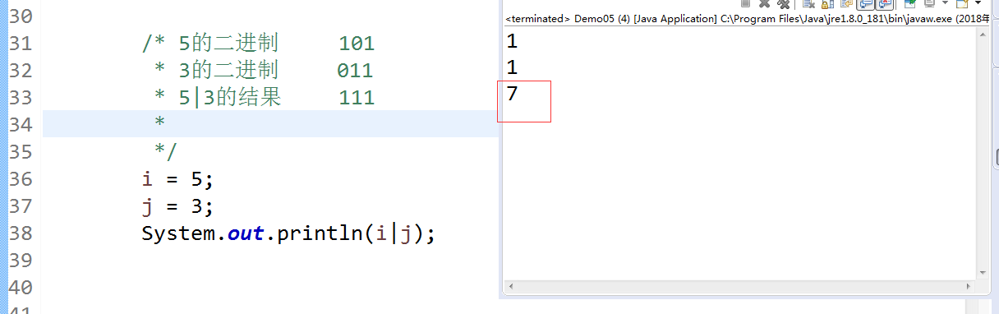 30
31 /* 5的二进制 101
32 * 3的二进制 011
33 * 5|3的结果 111
34 *
35 */
36 i = 5;
37 j = 3;
38 System.out.println(i|j);
39
40
41
<terminated> Demo05 (4) [Java Application] C:\Program Files\Java\jre1.8.0_181\bin\javaw.exe (2018年
1
1
7